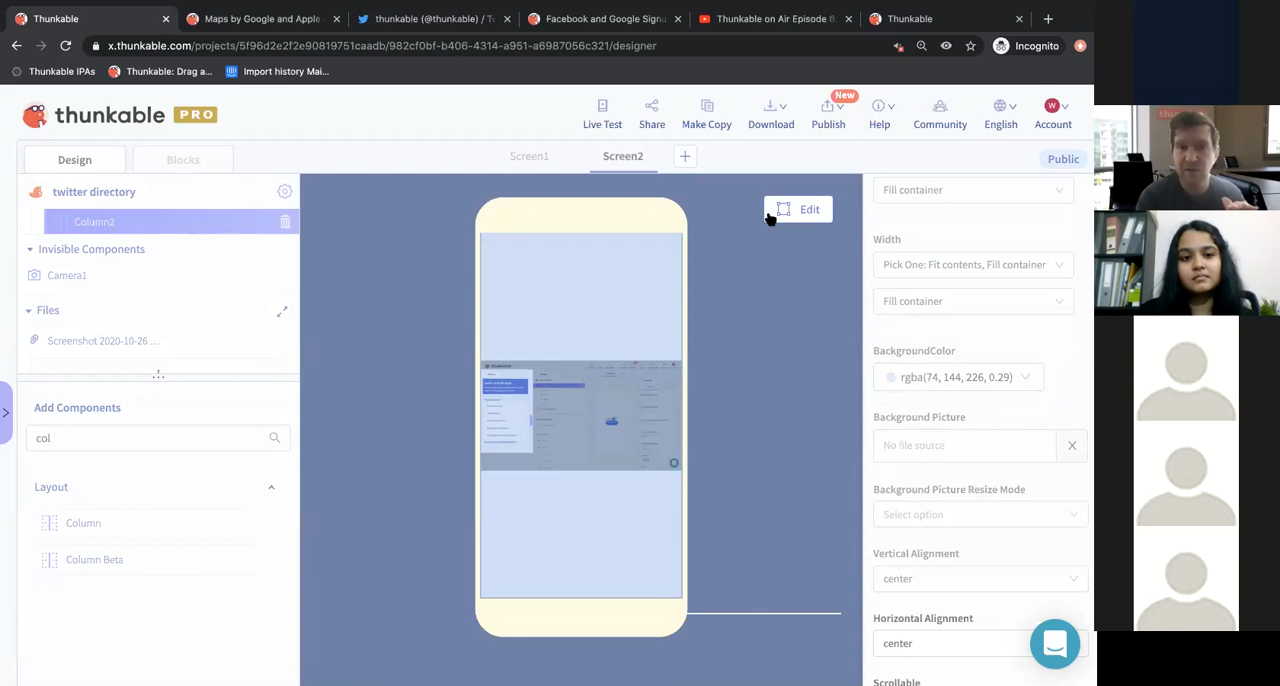 Thunkable
Maps by Google and Apple
thunkable (@thunkable) / Tw
Facebook and Google Signu
Thunkable on Air Episode 8
Thunkable
x.thunkable.com/projects/5f96d2e2f2e90819751caadb/982cf0bf-b406-4314-a951-a6987056c321/designer
Incognito
Thunkable IPAs
Thunkable: Drag a...
Import history Mai...
thunkable PRO
Live Test
Share
Make Copy
Download
New
Publish
Help
Community
English
W
Account
Design
Blocks
Screen1
Screen2
Public
twitter directory
Column2
Invisible Components
Camera1
Files
Screenshot 2020-10-26 ...
Add Components
col
Layout
Column
Column Beta
Edit
Fill container
Width
Pick One: Fit contents, Fill container
Fill container
BackgroundColor
rgba(74, 144, 226, 0.29)
Background Picture
No file source
X
Background Picture Resize Mode
Select option
Vertical Alignment
center
Horizontal Alignment
center
Scrollable